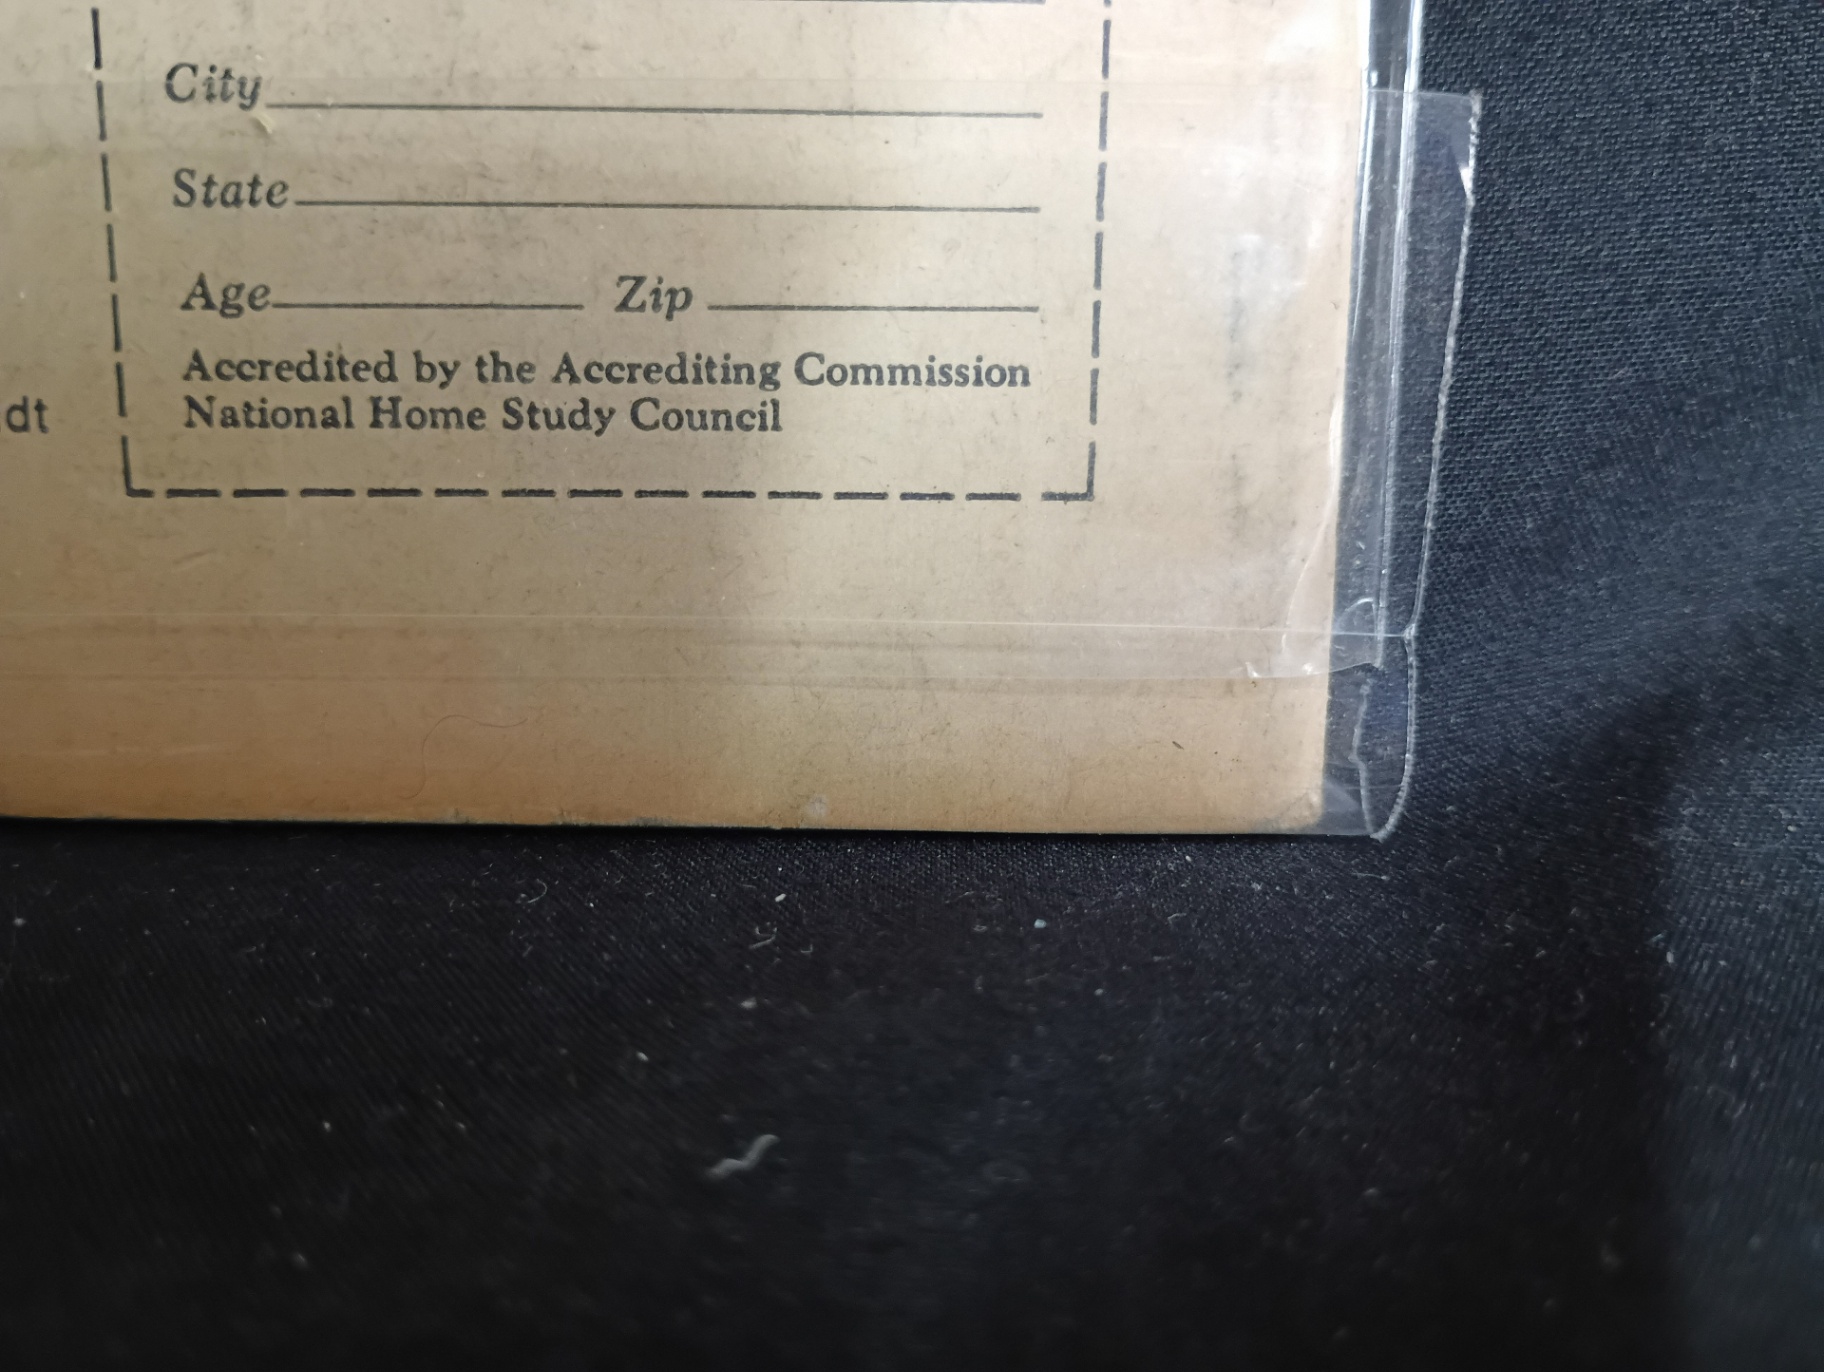 City
State
Age Zip
Accredited by the Accrediting Commission
National Home Study Council
dt